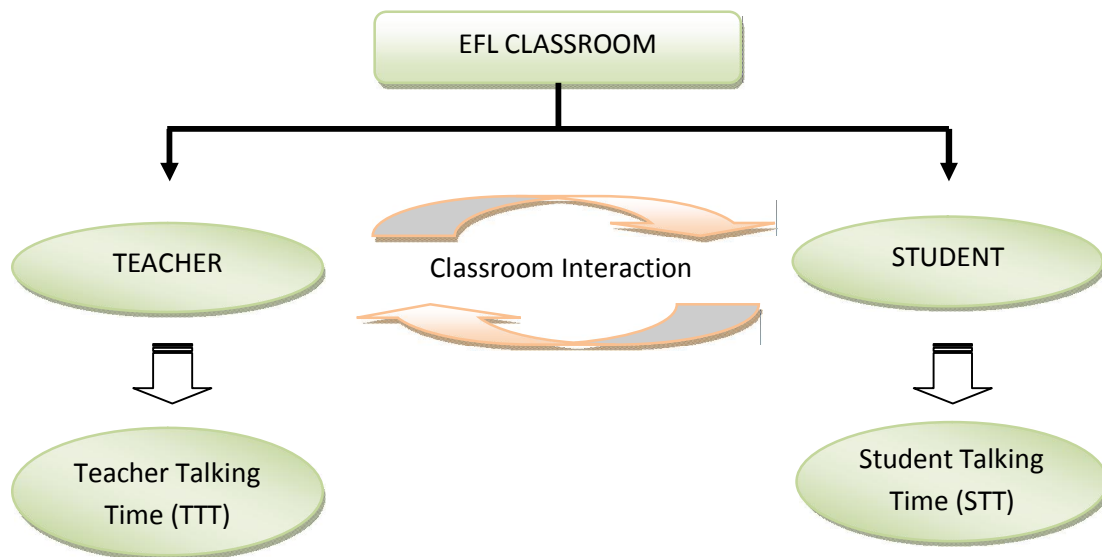 EFL CLASSROOM
TEACHER
Classroom Interaction
STUDENT
Teacher Talking
Time (TTT)
Student Talking
Time (STT)